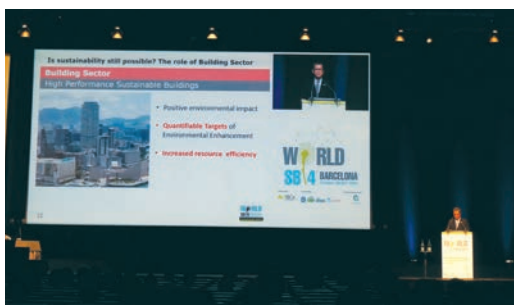 Is sustainability still possible? The role of Building Sector
Building Sector
High Performance Sustainable Buildings
• Positive environmental impact
• Quantifiable Targets of
Environmental Enhancement
• Increased resource efficiency
WORLD
SB14 BARCELONA
WORLD